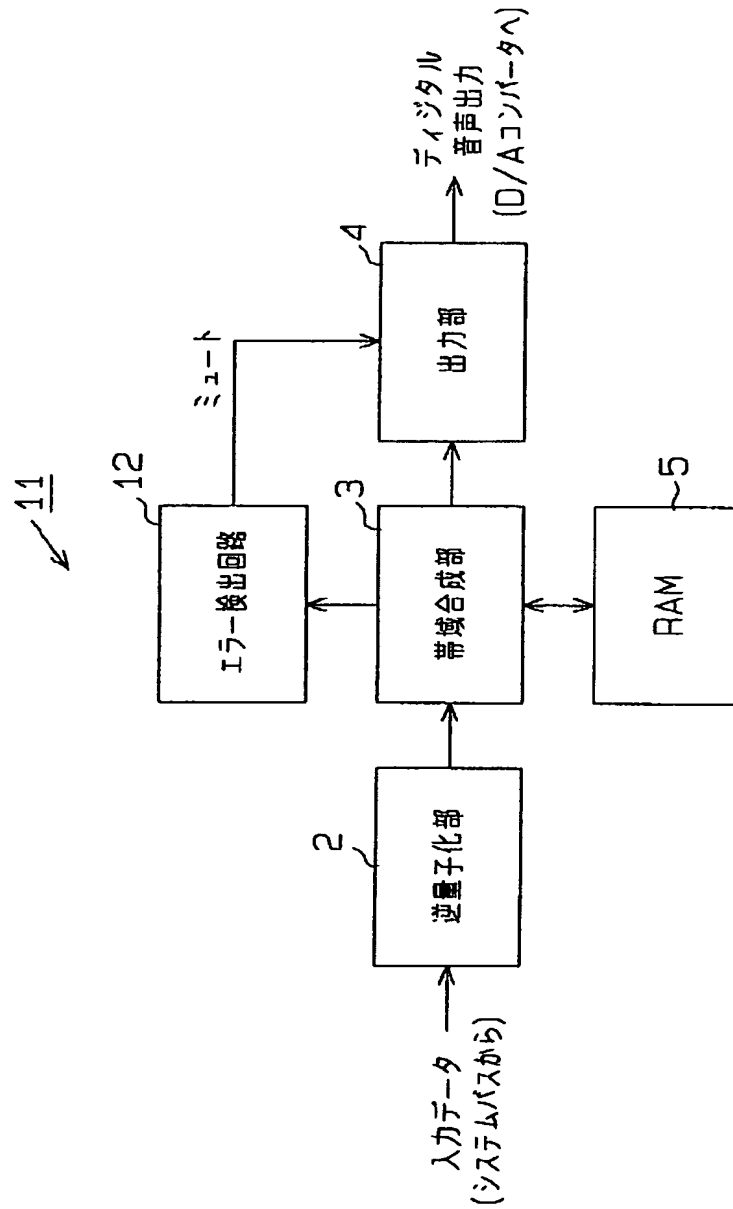 11
12
エラー検出回路
ミュート
入力データ
(システムバスから)
2
逆量子化部
3
帯域合成部
4
出力部
ディジタル
音声出力
(D/Aコンバータへ)
5
RAM